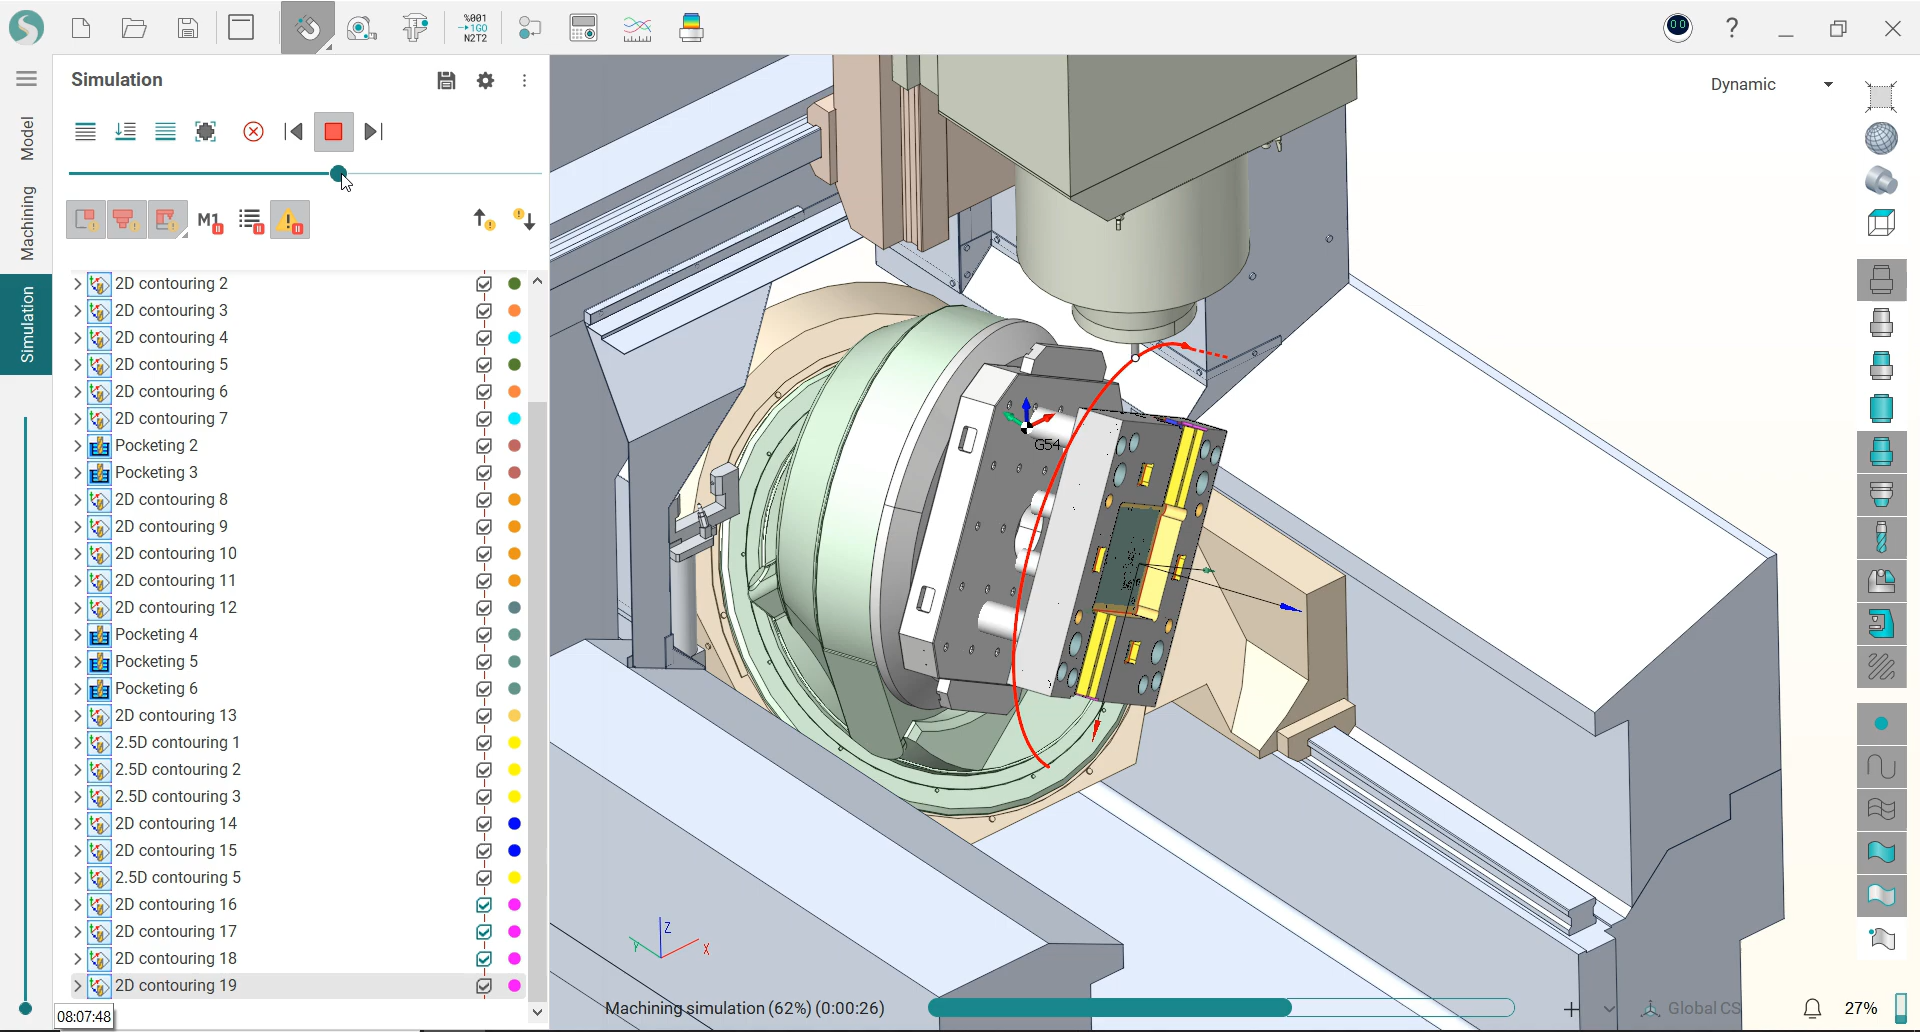 %001
1G0
N2T2
Simulation
Dynamic
Model
Machining
Simulation
M1
2D contouring 2
2D contouring 3
2D contouring 4
2D contouring 5
2D contouring 6
2D contouring 7
Pocketing 2
Pocketing 3
2D contouring 8
2D contouring 9
2D contouring 10
2D contouring 11
2D contouring 12
Pocketing 4
Pocketing 5
Pocketing 6
2D contouring 13
2.5D contouring 1
2.5D contouring 2
2.5D contouring 3
2D contouring 14
2D contouring 15
2.5D contouring 5
2D contouring 16
2D contouring 17
2D contouring 18
2D contouring 19
08:07:48
G54
Z
Y
X
Machining simulation (62%) (0:00:26)
Global CS
27%